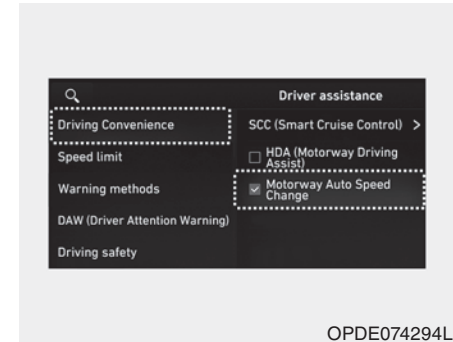 Driver assistance
Driving Convenience
SCC (Smart Cruise Control) >
Speed limit
HDA (Motorway Driving
Assist)
Warning methods
Motorway Auto Speed
Change
DAW (Driver Attention Warning)
Driving safety
OPDE074294L